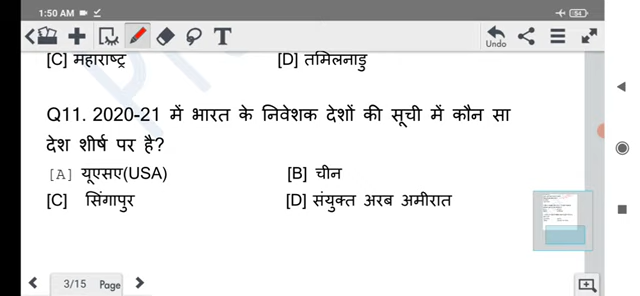 1:50 AM
54
T
Undo
[C] महाराष्ट्र [D] तमिलनाडु
Q11. 2020-21 में भारत के निवेशक देशों की सूची में कौन सा
देश शीर्ष पर है?
[A] यूएसए(USA) [B] चीन
[C] सिंगापुर [D] संयुक्त अरब अमीरात
3/15 Page